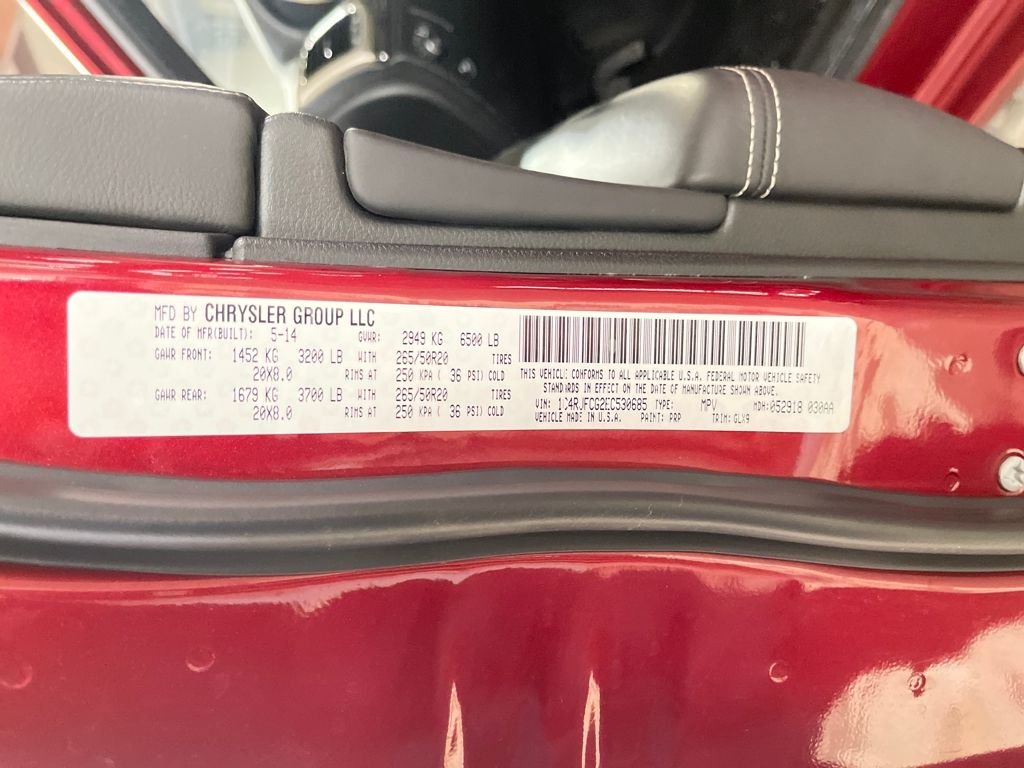 MFD BY CHRYSLER GROUP LLC
DATE OF MFR(BUILT): 5-14 GVWR: 2949 KG 6500 LB
GAWR FRONT: 1452 KG 3200 LB WITH 265/50R20 TIRES
20X8.0 RIMS AT 250 KPA ( 36 PSI) COLD
GAWR REAR: 1679 KG 3700 LB WITH 265/50R20 TIRES
20X8.0 RIMS AT 250 KPA ( 36 PSI) COLD
THIS VEHICLE CONFORMS TO ALL APPLICABLE U.S.A. FEDERAL MOTOR VEHICLE SAFETY
STANDARDS IN EFFECT ON THE DATE OF MANUFACTURE SHOWN ABOVE.
VIN: 1C4RJFCG2EC530685 TYPE: MPV MDH: 052918 030AA
VEHICLE MADE IN U.S.A. PAINT: PRP TRIM: GLX9